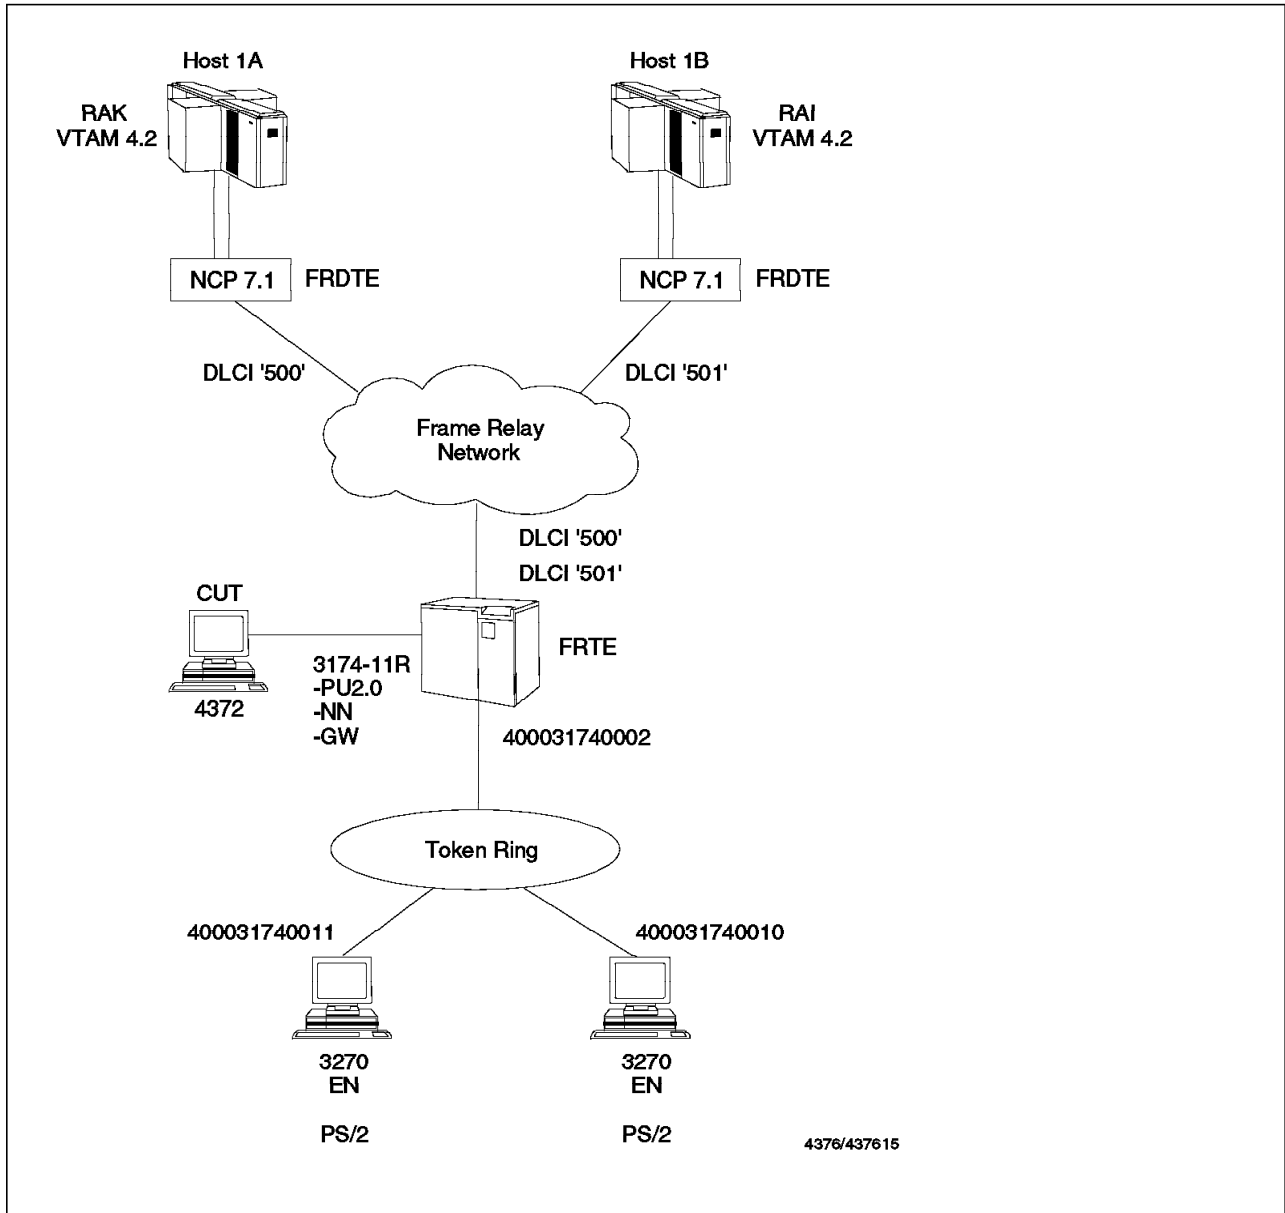 Host 1A
Host 1B
RAK
VTAM 4.2
RAI
VTAM 4.2
NCP 7.1
FRDTE
NCP 7.1
FRDTE
DLCI '500'
DLCI '501'
Frame Relay
Network
DLCI '500'
DLCI '501'
CUT
FRTE
3174-11R
-PU2.0
-NN
-GW
4372
400031740002
Token Ring
400031740011
400031740010
3270
EN
PS/2
3270
EN
PS/2
4376/437615